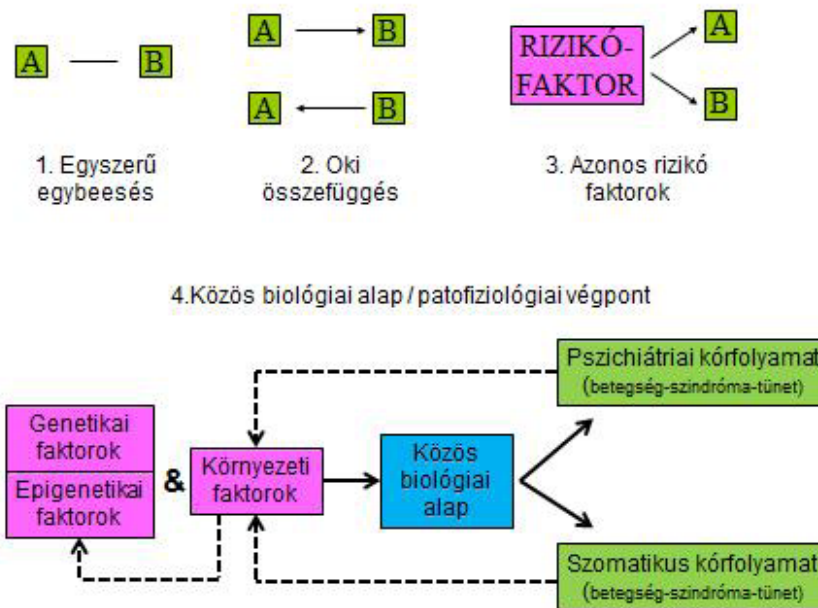 A B
A B
A B
RIZIKÓ-
FAKTOR
A
B
1. Egyszerű
egybeesés
2. Oki
összefüggés
3. Azonos rizikó
faktorok
4.Közös biológiai alap / patofiziológiai végpont
Pszichiátriai kórfolyamat
(betegség-szindróma-tünet)
Genetikai
faktorok
Epigenetikai
faktorok
&
Környezeti
faktorok
Közös
biológiai
alap
Szomatikus kórfolyamat
(betegség-szindróma-tünet)